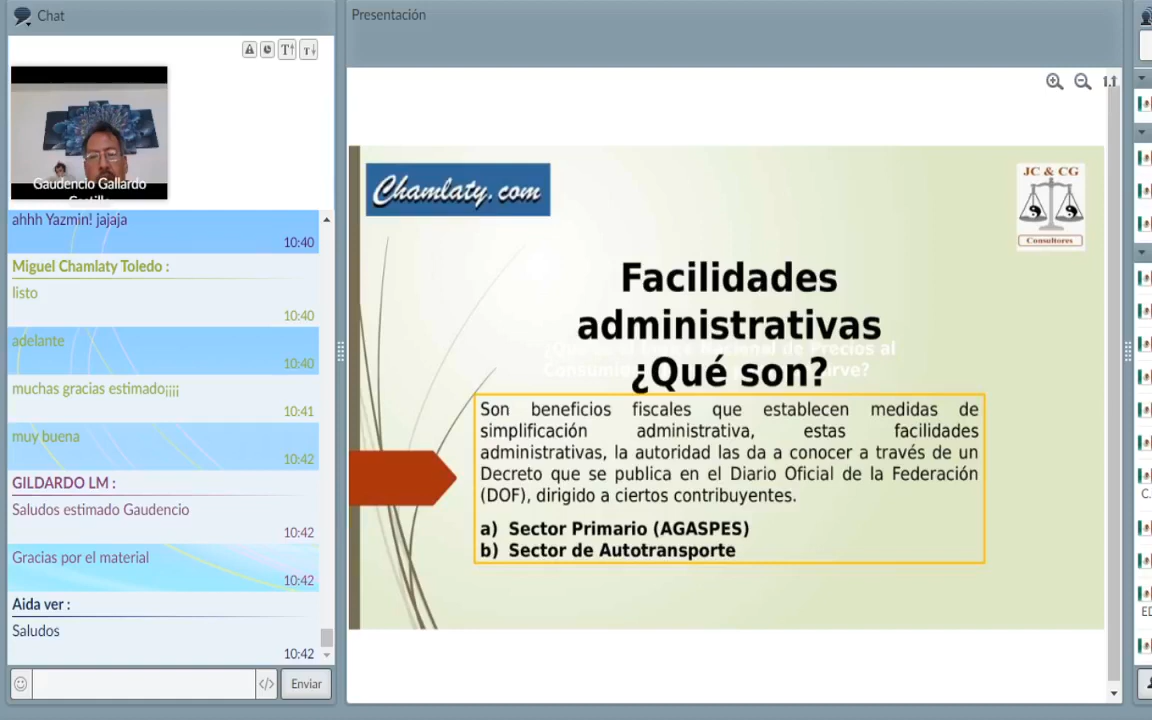 Chat
Gaudencio Gallardo
ahhh Yazmin! jajaja
10:40
Miguel Chamlaty Toledo :
listo
10:40
adelante
10:40
muchas gracias estimado¡¡¡¡
10:41
muy buena
10:42
GILDARDO LM :
Saludos estimado Gaudencio
10:42
Gracias por el material
10:42
Aida ver :
Saludos
10:42
Enviar
Presentación
1:1
Chamlaty.com
JC & CG
Consultores
Facilidades
administrativas
¿Qué son?
Son beneficios fiscales que establecen medidas de
simplificación administrativa, estas facilidades
administrativas, la autoridad las da a conocer a través de un
Decreto que se publica en el Diario Oficial de la Federación
(DOF), dirigido a ciertos contribuyentes.
a) Sector Primario (AGASPES)
b) Sector de Autotransporte
C.
ED